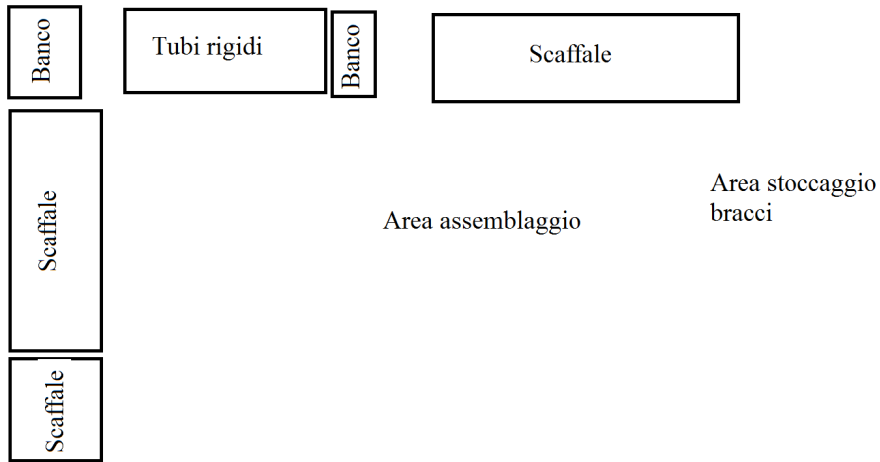 Banco
Tubi rigidi
Banco
Scaffale
Scaffale
Area assemblaggio
Area stoccaggio
bracci
Scaffale